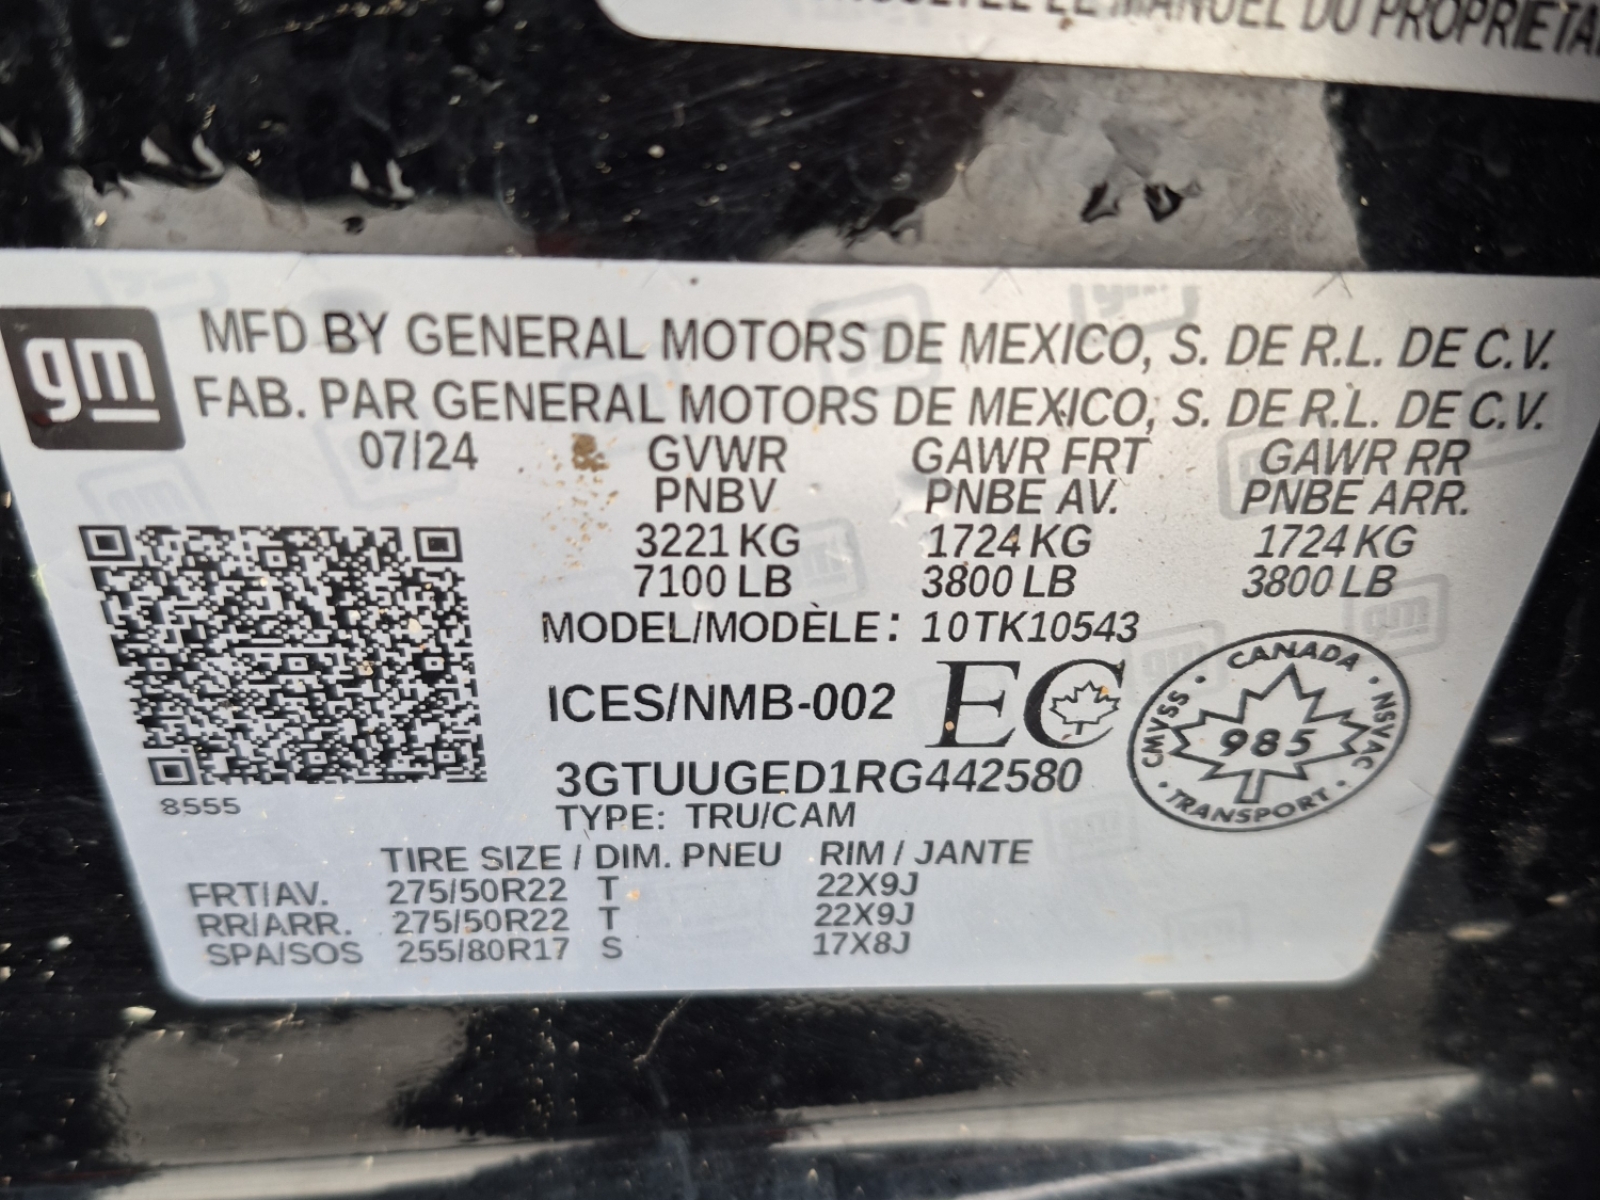 LE MANUEL DU
gm
MFD BY GENERAL MOTORS DE MEXICO, S. DE R.L. DE C.V.
FAB. PAR GENERAL MOTORS DE MEXICO, S. DE R.L. DE C.V.
07/24 GVWR GAWR FRT GAWR RR
PNBV PNBE AV. PNBE ARR.
3221 KG 1724 KG 1724 KG
7100 LB 3800 LB 3800 LB
MODEL/MODÈLE: 10TK10543
ICES/NMB-002 EC
CANADA
CMVSS 985 NSVAC
TRANSPORT
3GTUUGED1RG442580
8555
TYPE: TRU/CAM
TIRE SIZE / DIM. PNEU RIM / JANTE
FRT/AV. 275/50R22 T 22X9J
RR/ARR. 275/50R22 T 22X9J
SPA/SOS 255/80R17 S 17X8J